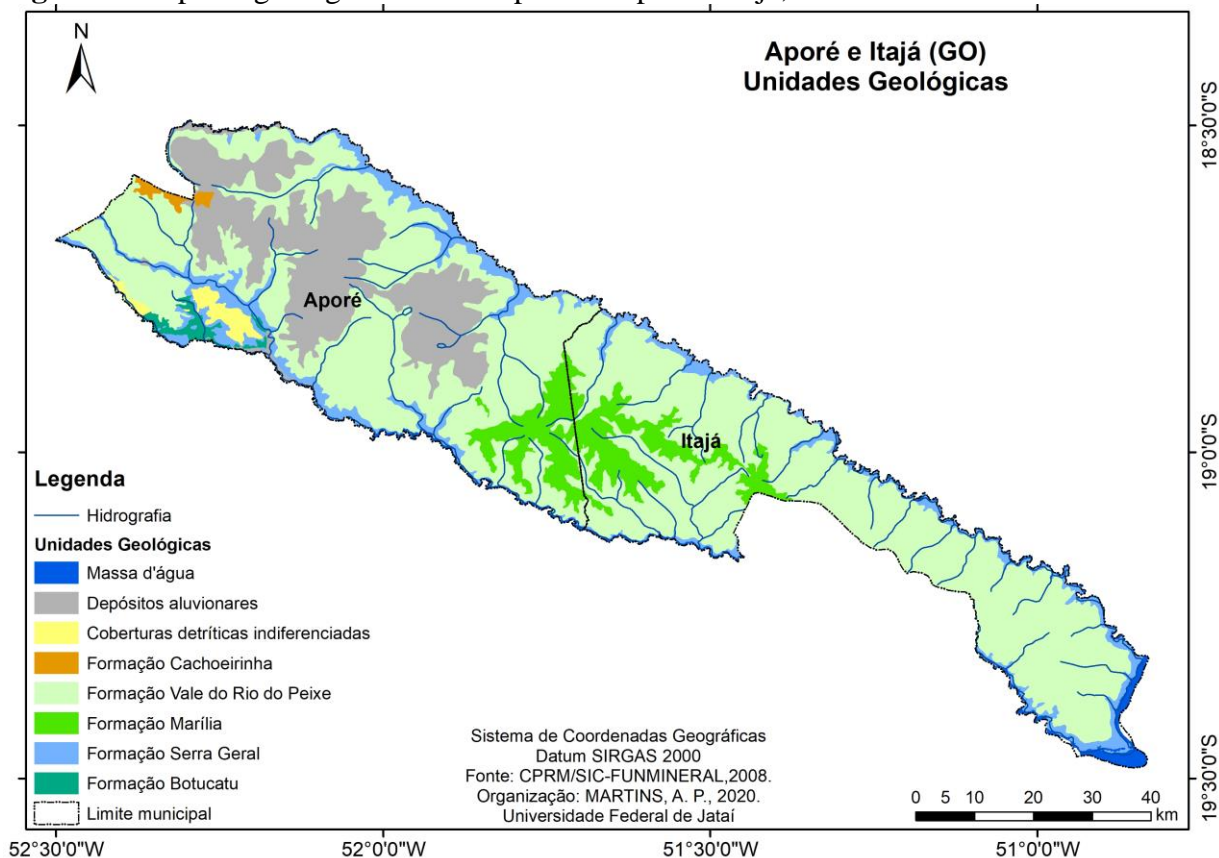 N
Aporé e Itajá (GO)
Unidades Geológicas
18°30'0"S
Aporé
Itajá
19°0'0"S
Legenda
Hidrografia
Unidades Geológicas
Massa d'água
Depósitos aluvionares
Coberturas detríticas indiferenciadas
Formação Cachoeirinha
Formação Vale do Rio do Peixe
Formação Marília
Formação Serra Geral
Formação Botucatu
Limite municipal
Sistema de Coordenadas Geográficas
Datum SIRGAS 2000
Fonte: CPRM/SIC-FUNMINERAL,2008.
Organização: MARTINS, A. P., 2020.
Universidade Federal de Jataí
0 5 10 20 30 40
km
19°30'0"S
52°30'0"W 52°0'0"W 51°30'0"W 51°0'0"W